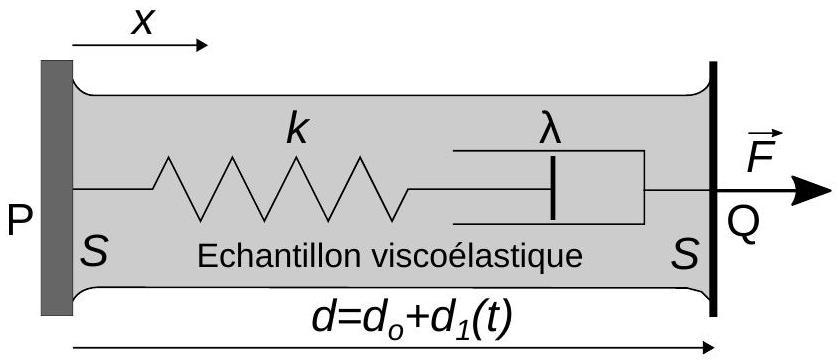 x
k λ
F
P Q
S Echantillon viscoélastique S
d=do+d1(t)